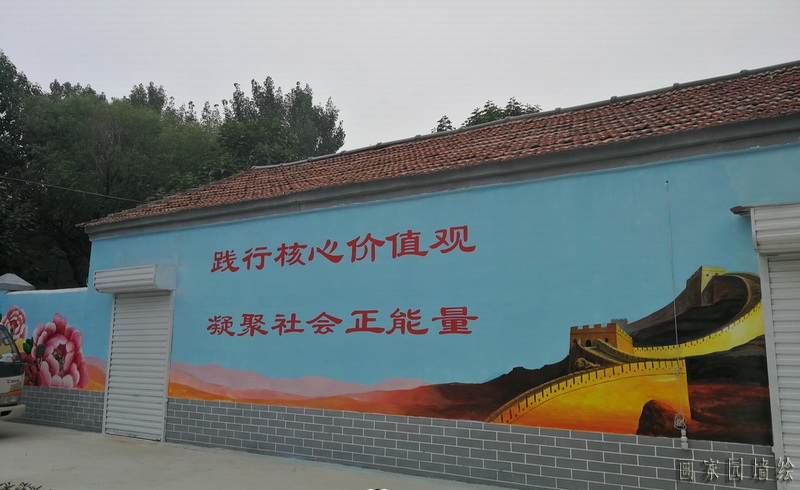 践行核心价值观
凝聚社会正能量
画家园墙绘